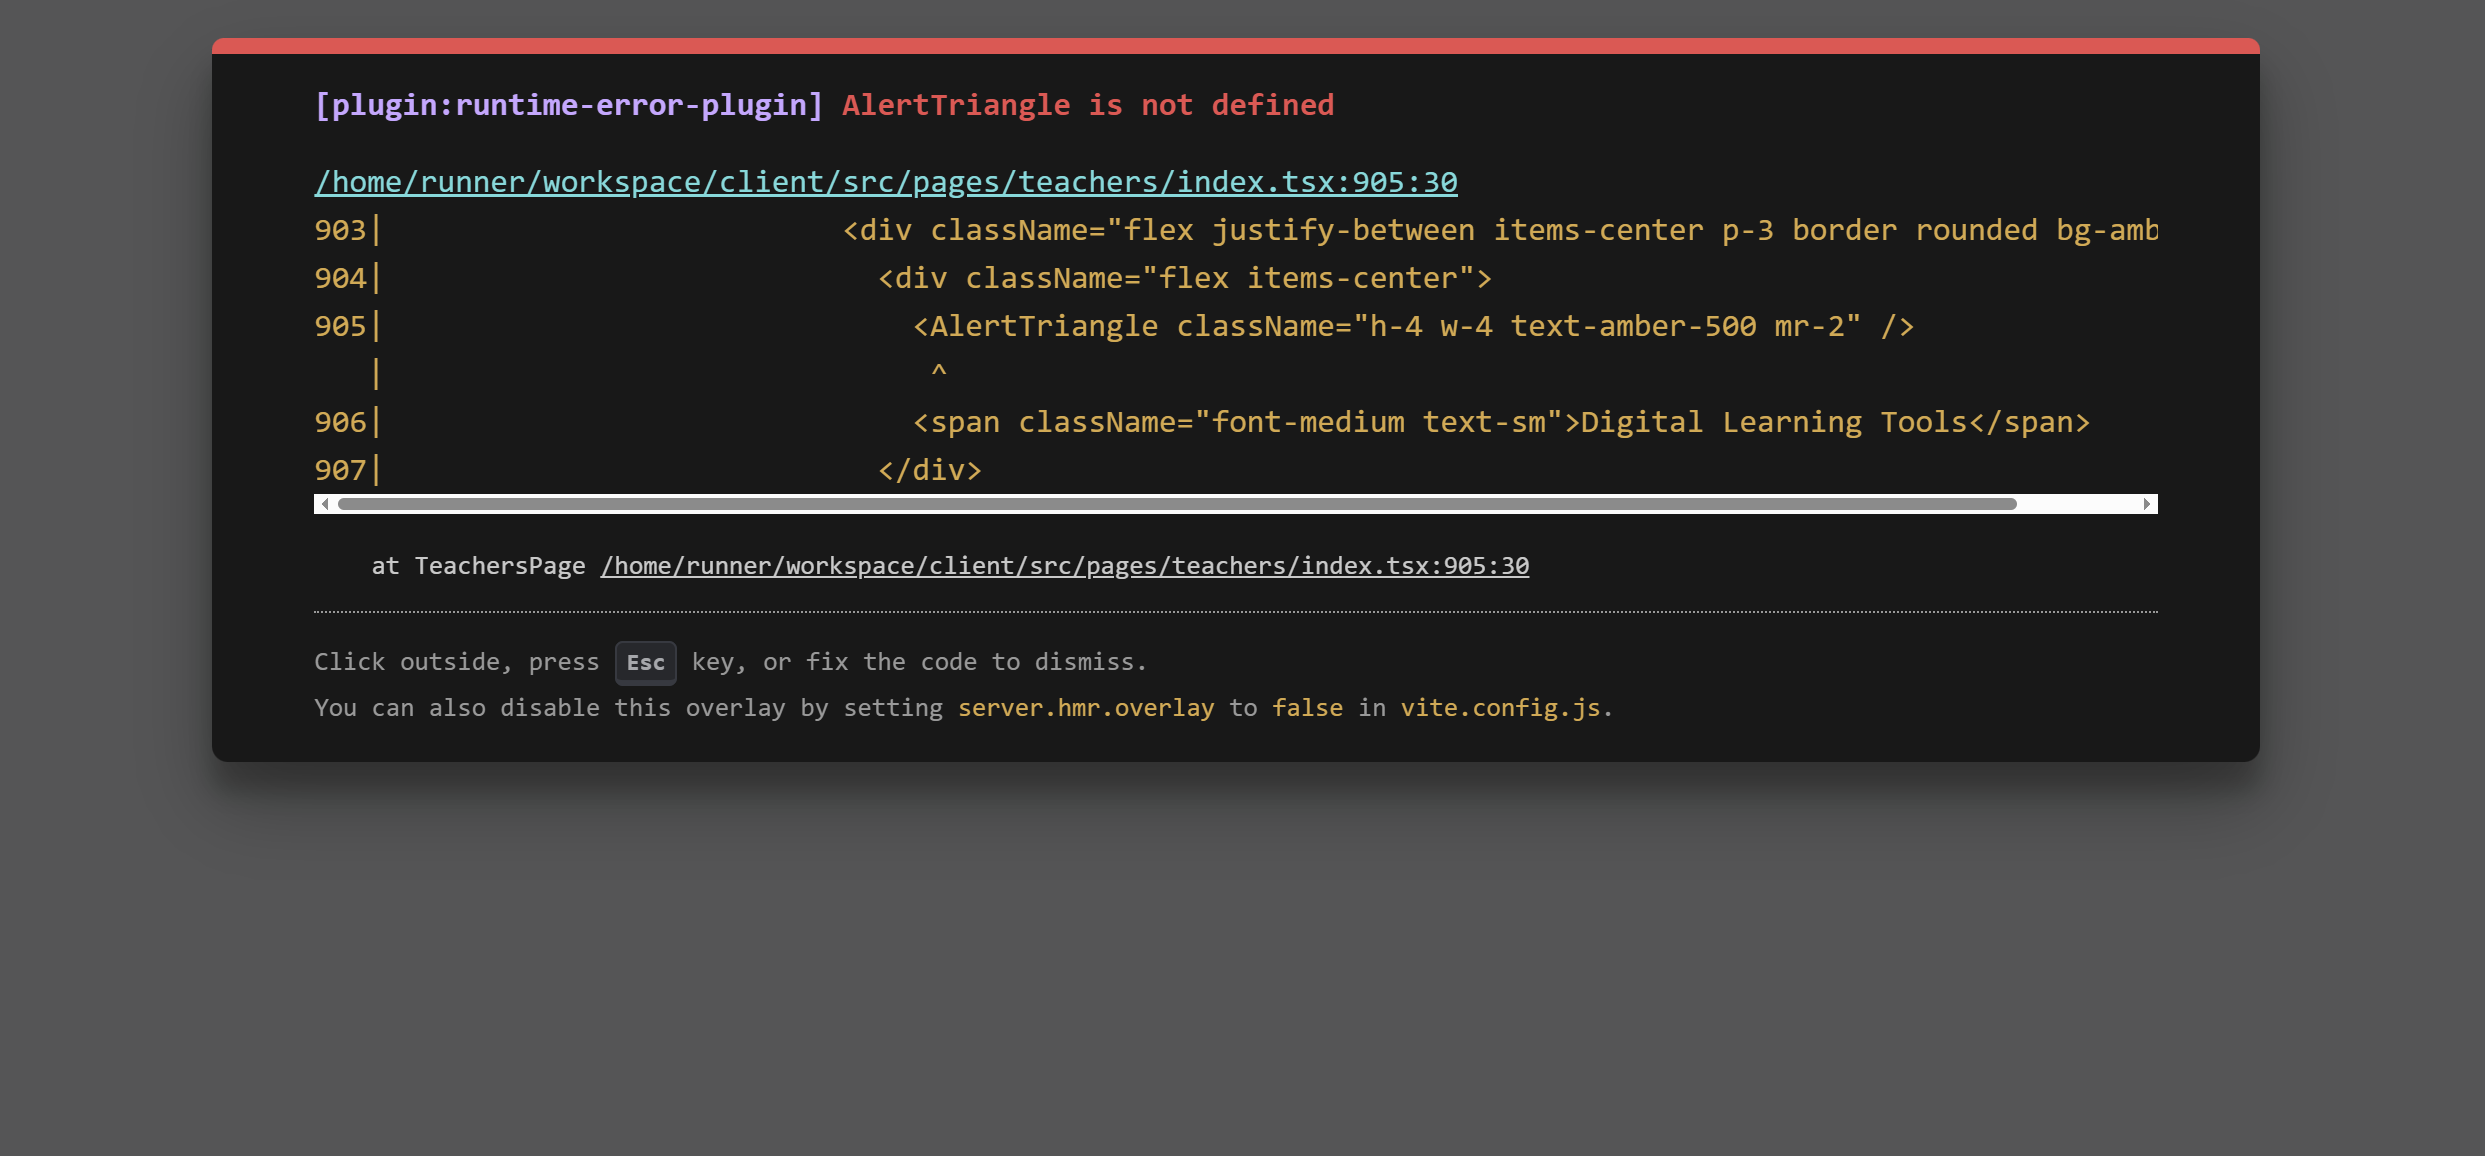 [plugin:runtime-error-plugin] AlertTriangle is not defined
/home/runner/workspace/client/src/pages/teachers/index.tsx:905:30
903|                          <div className="flex justify-between items-center p-3 border rounded bg-amb
904|                            <div className="flex items-center">
905|                              <AlertTriangle className="h-4 w-4 text-amber-500 mr-2" />
   |                               ^
906|                              <span className="font-medium text-sm">Digital Learning Tools</span>
907|                            </div>
at TeachersPage /home/runner/workspace/client/src/pages/teachers/index.tsx:905:30
Click outside, press Esc key, or fix the code to dismiss.
You can also disable this overlay by setting server.hmr.overlay to false in vite.config.js.